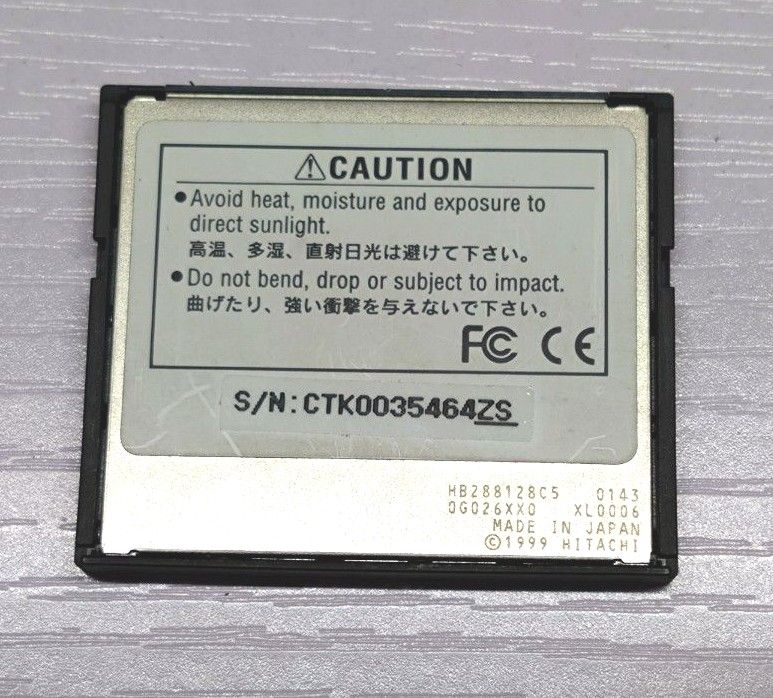 ⚠CAUTION
●Avoid heat, moisture and exposure to
direct sunlight.
高温、多湿、直射日光は避けて下さい。
●Do not bend, drop or subject to impact.
曲げたり、強い衝撃を与えないで下さい。
FC CE
S/N:CTK0035464ZS
HB288128C5 0143
0G026XX0 XL0006
MADE IN JAPAN
©1999 HITACHI